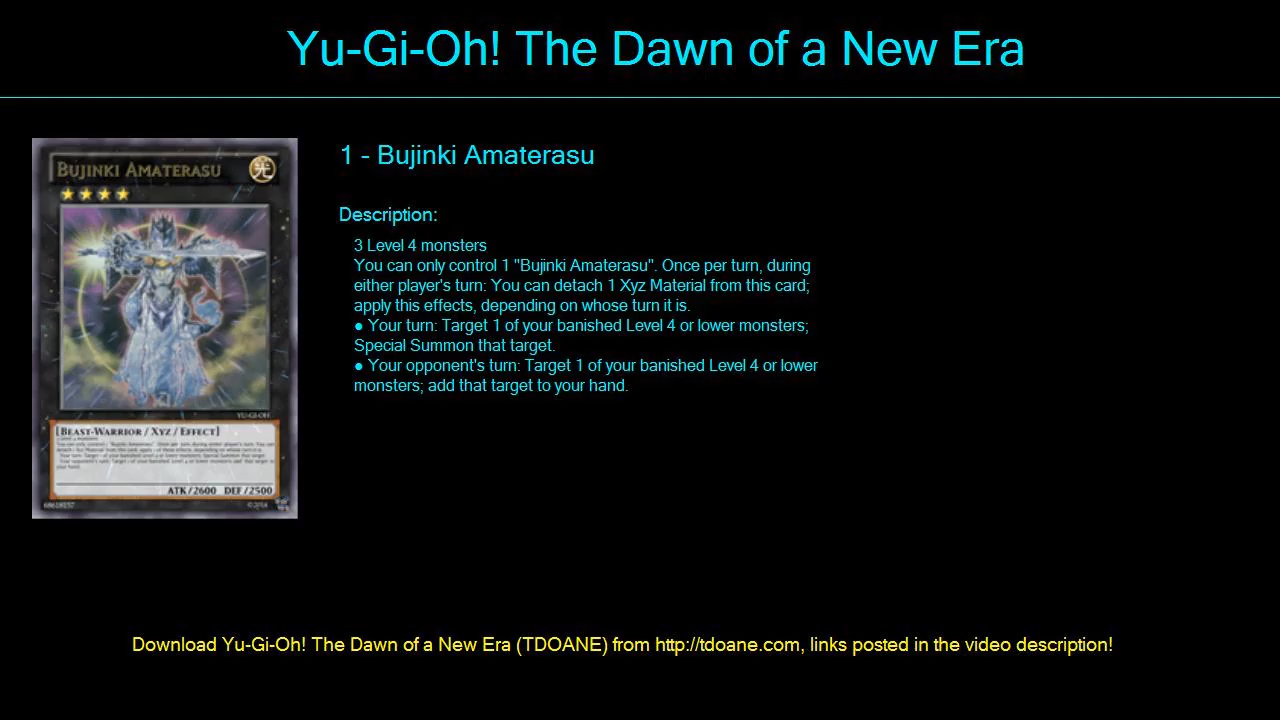 Yu-Gi-Oh! The Dawn of a New Era
BUJINKI AMATERASU
光
1 - Bujinki Amaterasu
Description:
3 Level 4 monsters
You can only control 1 "Bujinki Amaterasu". Once per turn, during
either player's turn: You can detach 1 Xyz Material from this card;
apply this effects, depending on whose turn it is.
● Your turn: Target 1 of your banished Level 4 or lower monsters;
Special Summon that target.
● Your opponent's turn: Target 1 of your banished Level 4 or lower
monsters; add that target to your hand.
YU-GI-OH
[BEAST-WARRIOR / XYZ / EFFECT]
ATK/2600 DEF/2500
68618157
Download Yu-Gi-Oh! The Dawn of a New Era (TDOANE) from http://tdoane.com, links posted in the video description!